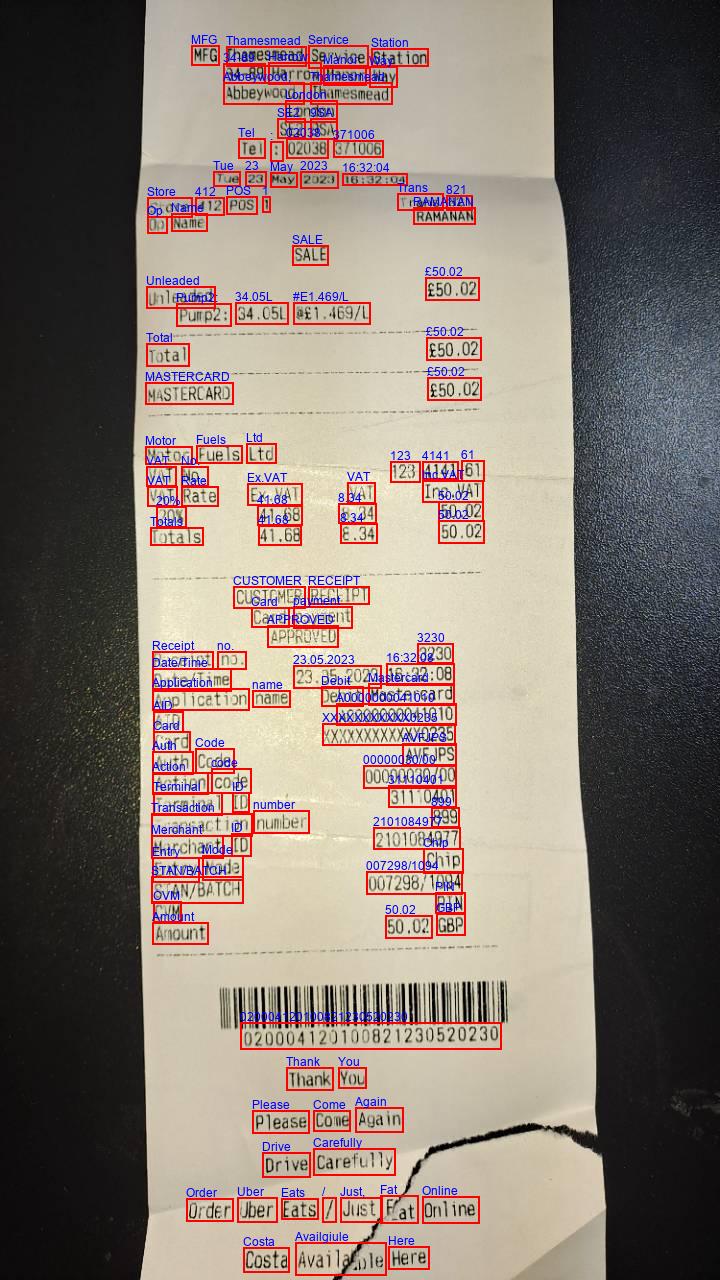 MFG Thamesmead Service Station
34-89 Harrow Manor Way
Abbeywood, Thamesmead
London
SE2 9SA
Tel : 02038 371006
Tue 23 May 2023 16:32:04
Store 412 POS 1 Trans 821
Op Name RAMANAN
SALE
Unleaded £50.02
Pump2: 34.05L @£1.469/L
Total £50.02
MASTERCARD £50.02
Motor Fuels Ltd
VAT No. 123 4141 61
VAT Rate Ex.VAT VAT Inc.VAT
20% 41.68 8.34 50.02
Totals 41.68 8.34 50.02
CUSTOMER RECEIPT
Card payment
APPROVED
Receipt no. 3230
Date/Time 23.05.2023 16:32:08
Application name Debit Mastercard
AID A0000000041010
Card XXXXXXXXXXXX0235
Auth Code AVFJPS
Action code 00000030/00
Terminal ID 31110401
Transaction number 899
Merchant ID 2101084977
Entry Mode Chip
STAN/BATCH 007298/1094
CVM PIN
Amount 50.02 GBP
02000412010082123052023​0
Thank You
Please Come Again
Drive Carefully
Order Uber Eats / Just Eat Online
Costa Available Here